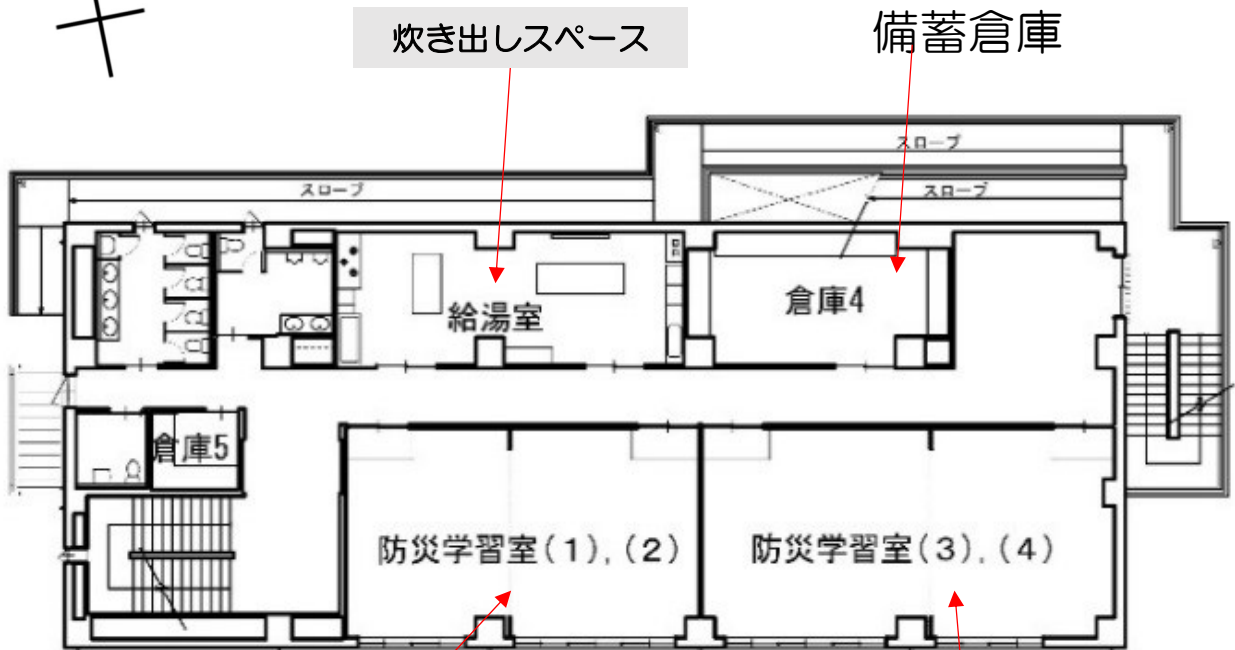 炊き出しスペース
備蓄倉庫
スロープ
スロープ
スロープ
給湯室
倉庫4
倉庫5
防災学習室(1),(2)
防災学習室(3),(4)